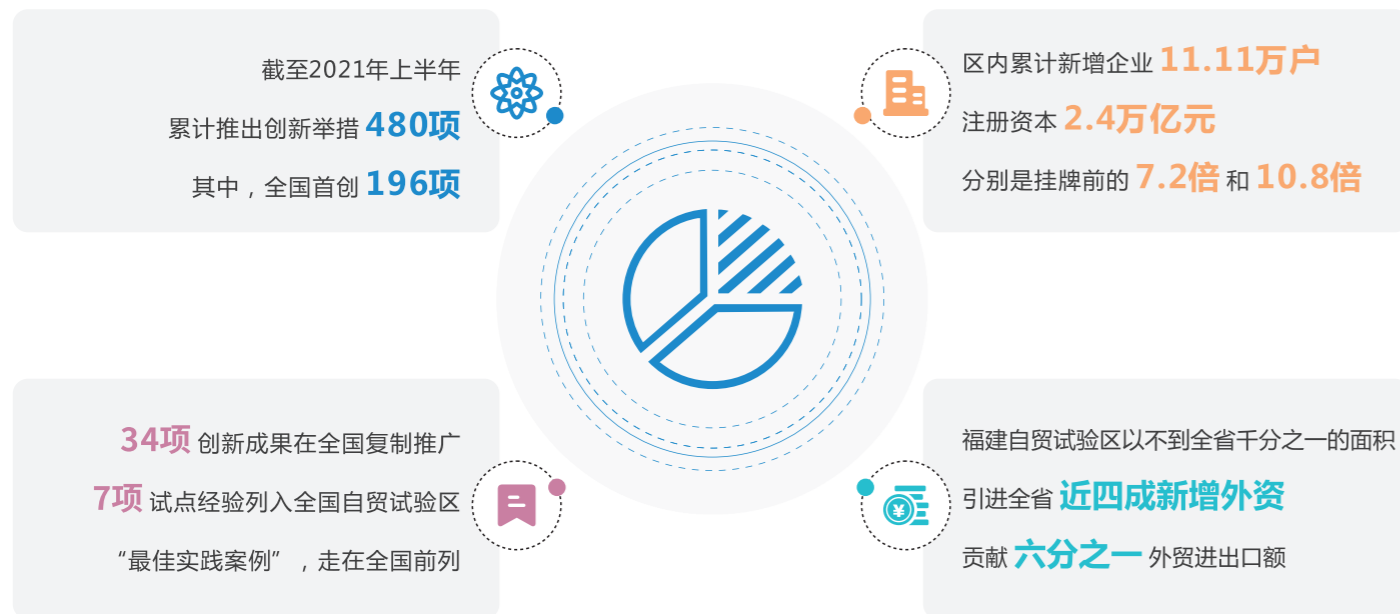 截至2021年上半年
累计推出创新举措 480项
其中，全国首创 196项
区内累计新增企业 11.11万户
注册资本 2.4万亿元
分别是挂牌前的 7.2倍 和 10.8倍
34项 创新成果在全国复制推广
7项 试点经验列入全国自贸试验区
“最佳实践案例”，走在全国前列
福建自贸试验区以不到全省千分之一的面积
引进全省 近四成新增外资
贡献 六分之一 外贸进出口额
¥